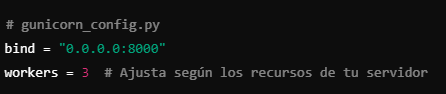 # gunicorn_config.py
bind = "0.0.0.0:8000"
workers = 3  # Ajusta según los recursos de tu servidor